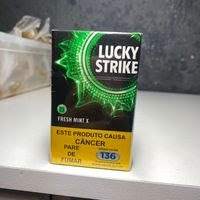 LUCKY
STRIKE
FRESH MINT X
ESTE PRODUTO CAUSA
CÂNCER
PARE
DE
FUMAR
136